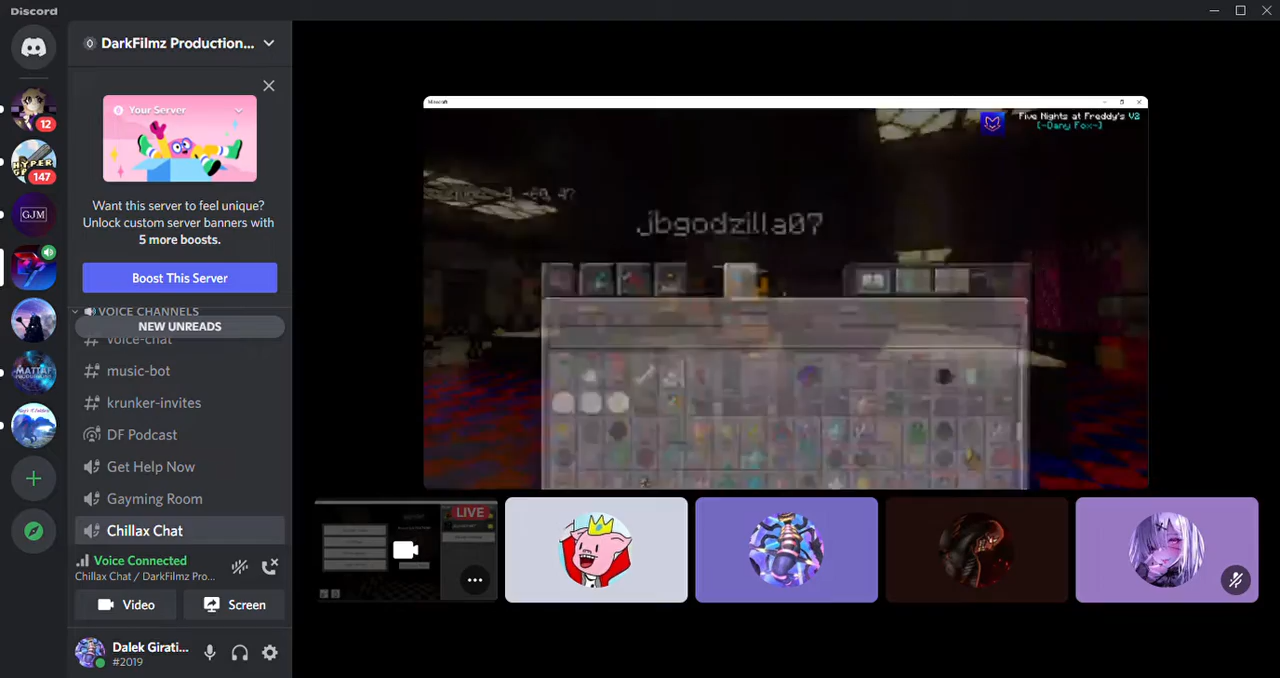 Discord
DarkFilmz Production...
12
147
GJM
Your Server
Want this server to feel unique?
Unlock custom server banners with
5 more boosts.
Boost This Server
VOICE CHANNELS
NEW UNREADS
voice-chat
music-bot
krunker-invites
DF Podcast
Get Help Now
Gayming Room
Chillax Chat
Voice Connected
Chillax Chat / DarkFilmz Pro...
Video
Screen
Dalek Girati...
#2019
Minecraft
Five Nights at Freddy's V2
[-Dany Fox-]
jbgodzilla07
LIVE